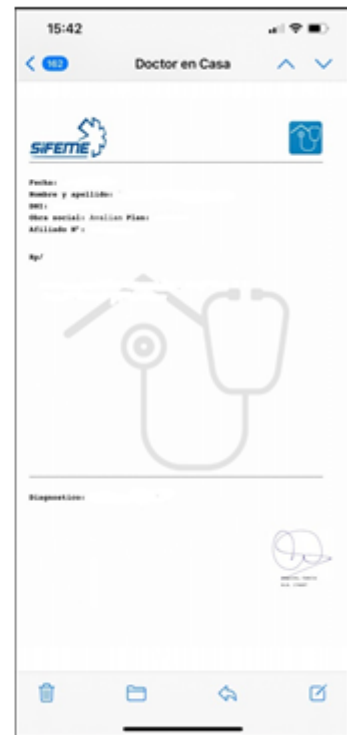 15:42
162
Doctor en Casa
SiFEME
Fecha:
Nombre y apellido:
DNI:
Obra social: Avalian Plan:
Afiliado N°:
Rp/
Diagnostico: